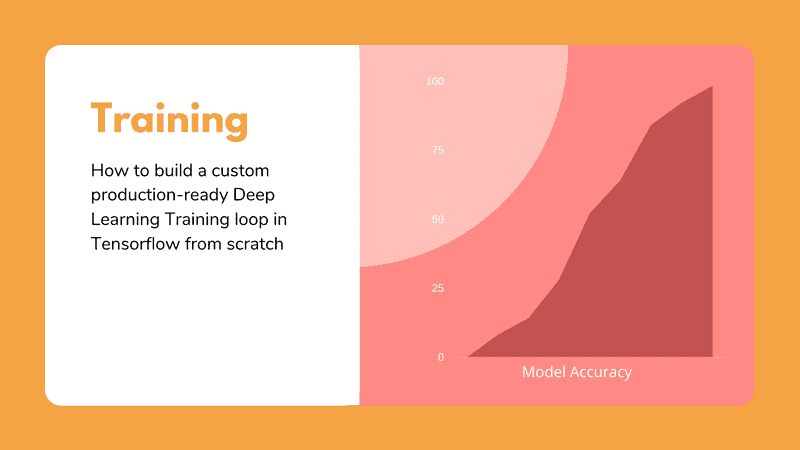 Training
How to build a custom
production-ready Deep
Learning Training loop in
Tensorflow from scratch
100
75
50
25
0
Model Accuracy